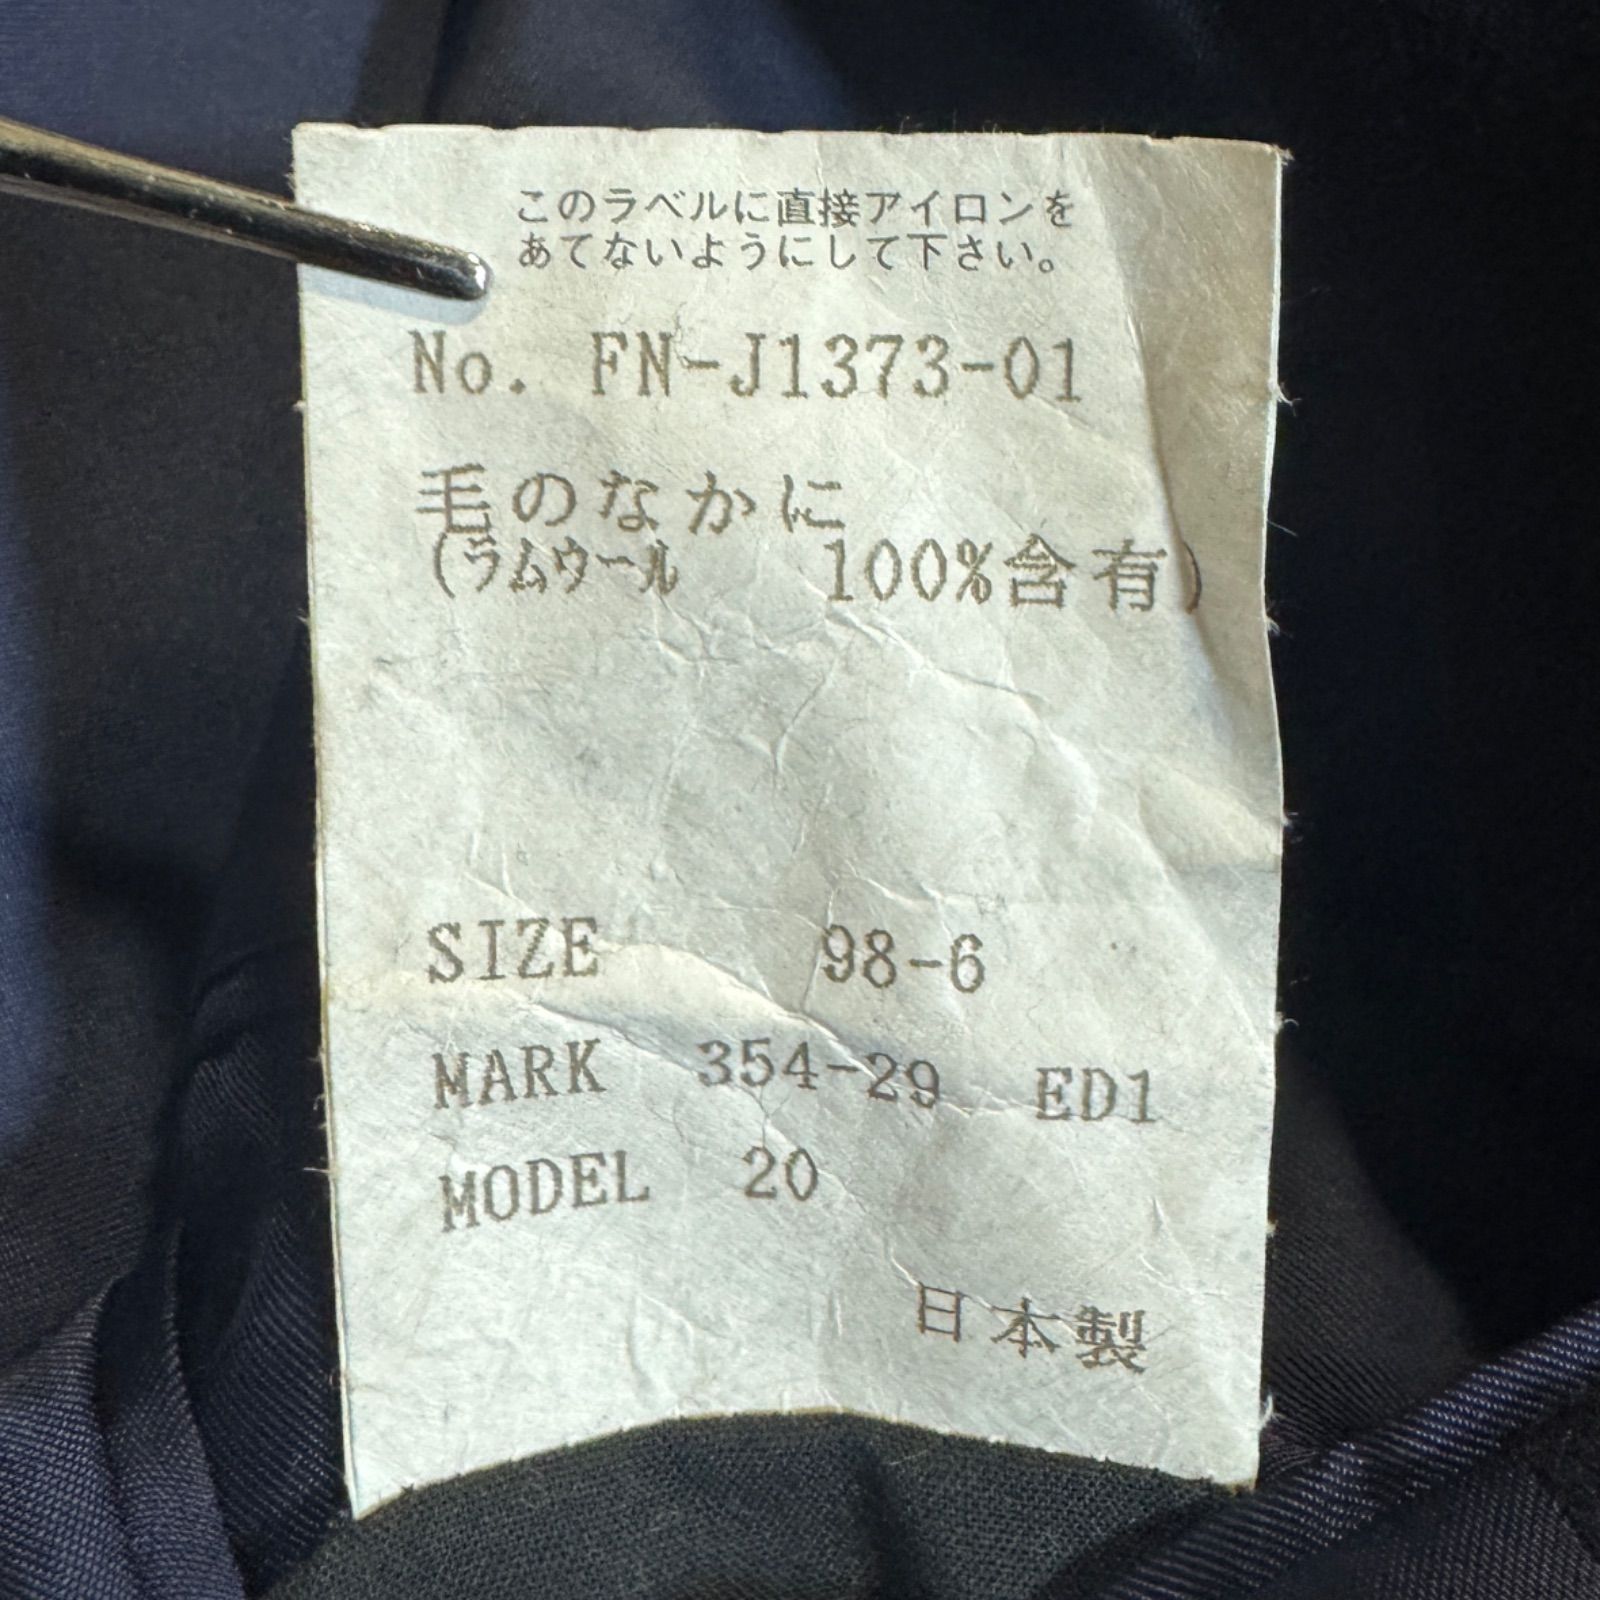 このラベルに直接アイロンを
あてないようにして下さい。
No. FN-J1373-01
毛のなかに
(ラムウール 100%含有)
SIZE 98-6
MARK 354-29 ED1
MODEL 20
日本製